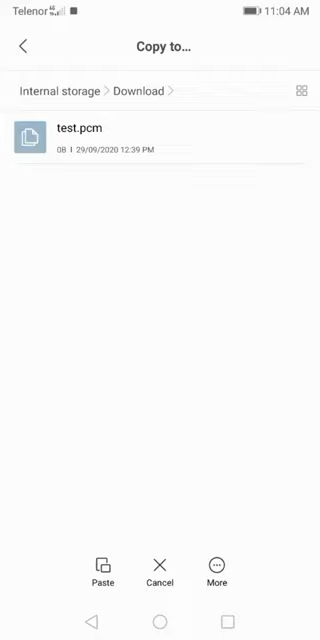 Telenor 11:04 AM
Copy to...
Internal storage Download
test.pcm
08 | 29/09/2020 12:39 PM
Paste Cancel More